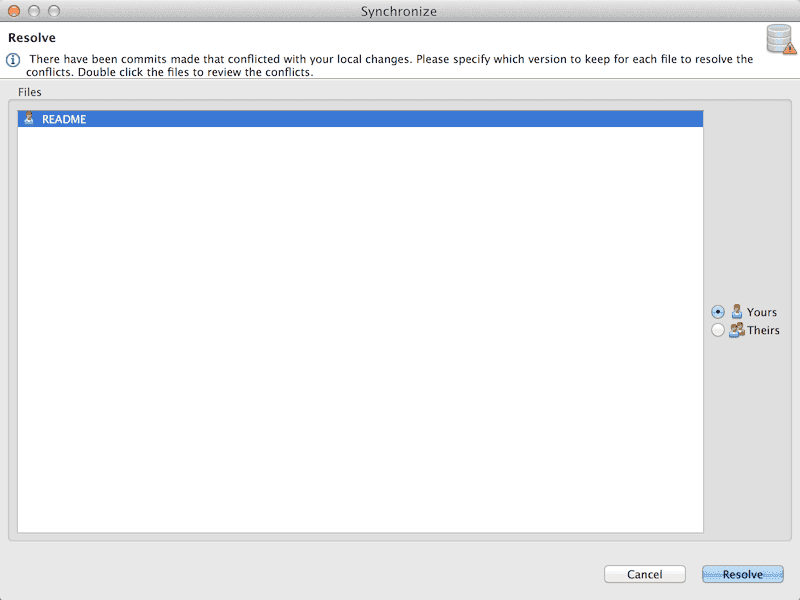 Synchronize
Resolve
There have been commits made that conflicted with your local changes. Please specify which version to keep for each file to resolve the
conflicts. Double click the files to review the conflicts.
Files
README
Yours
Theirs
Cancel
Resolve